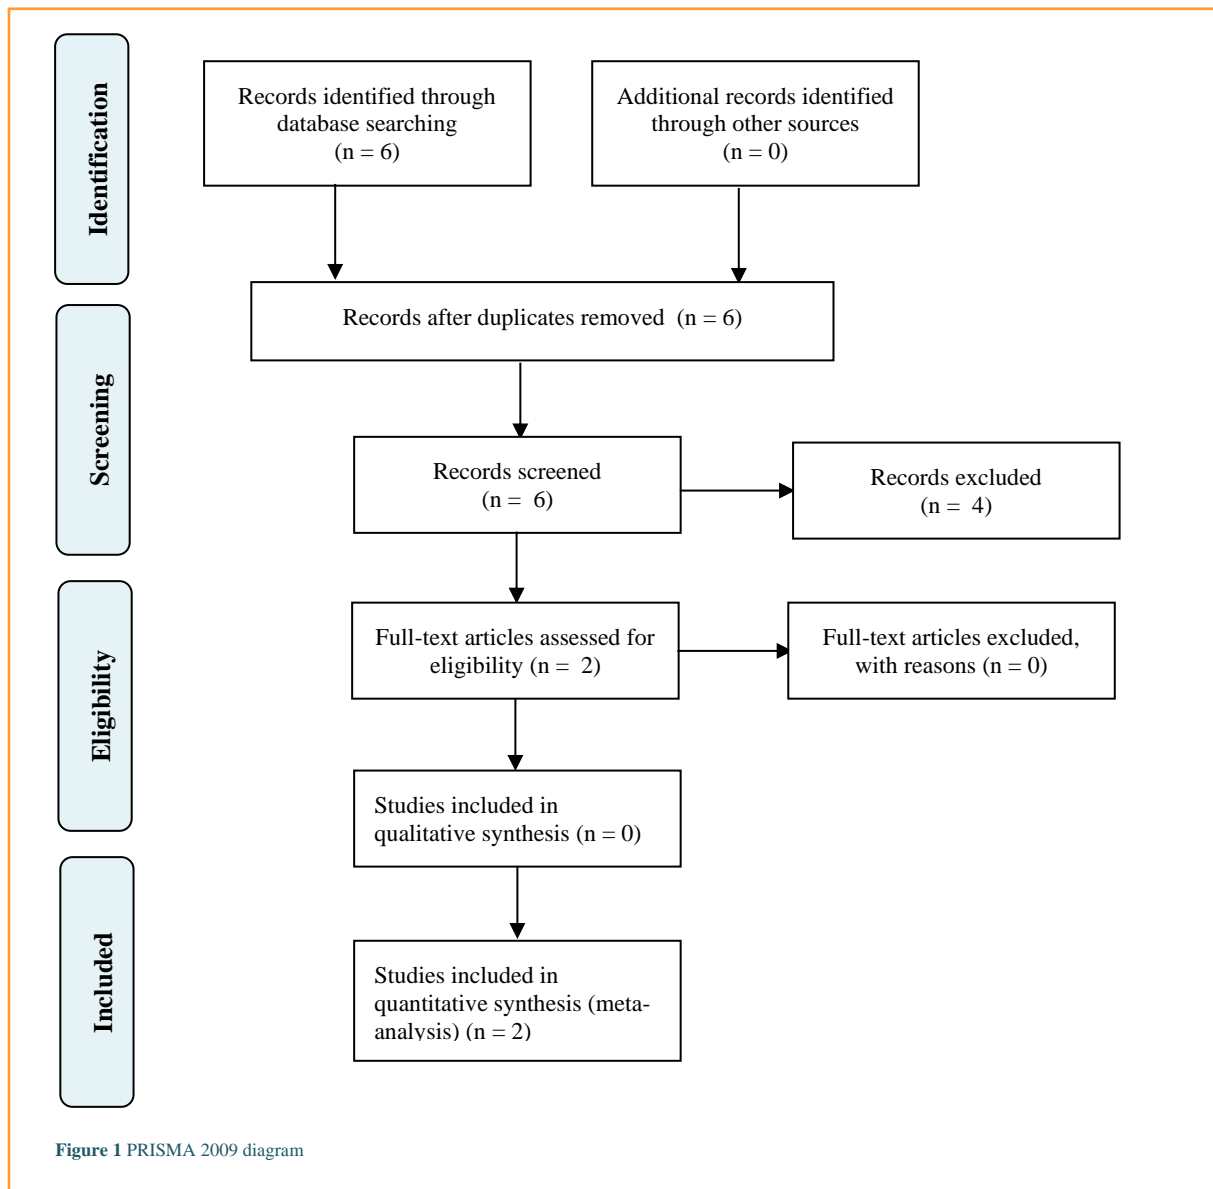 Identification
Records identified through
database searching
(n = 6)
Additional records identified
through other sources
(n = 0)
Records after duplicates removed (n = 6)
Screening
Records screened
(n = 6)
Records excluded
(n = 4)
Eligibility
Full-text articles assessed for
eligibility (n = 2)
Full-text articles excluded,
with reasons (n = 0)
Studies included in
qualitative synthesis (n = 0)
Included
Studies included in
quantitative synthesis (meta-
analysis) (n = 2)
Figure 1 PRISMA 2009 diagram